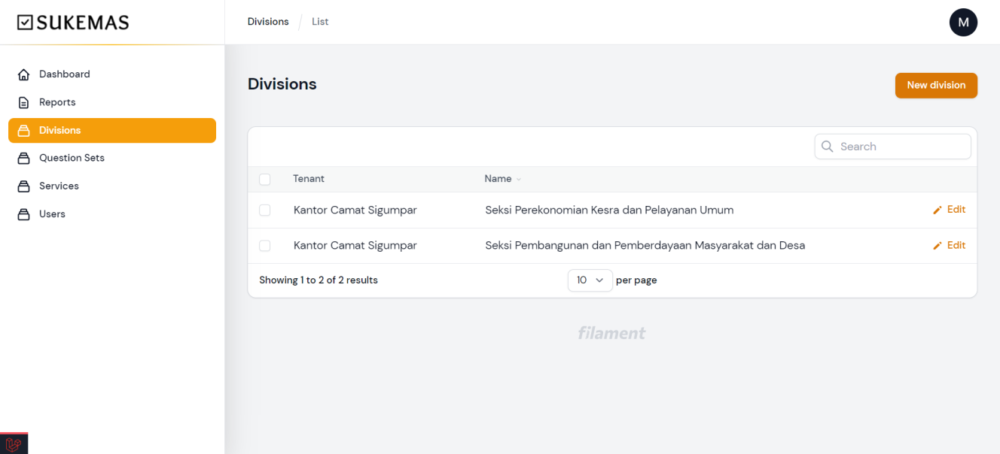 SUKEMAS
Divisions / List
M
Dashboard
Reports
Divisions
Question Sets
Services
Users
Divisions
New division
Search
Tenant Name
Kantor Camat Sigumpar Seksi Perekonomian Kesra dan Pelayanan Umum Edit
Kantor Camat Sigumpar Seksi Pembangunan dan Pemberdayaan Masyarakat dan Desa Edit
Showing 1 to 2 of 2 results 10 per page
filament